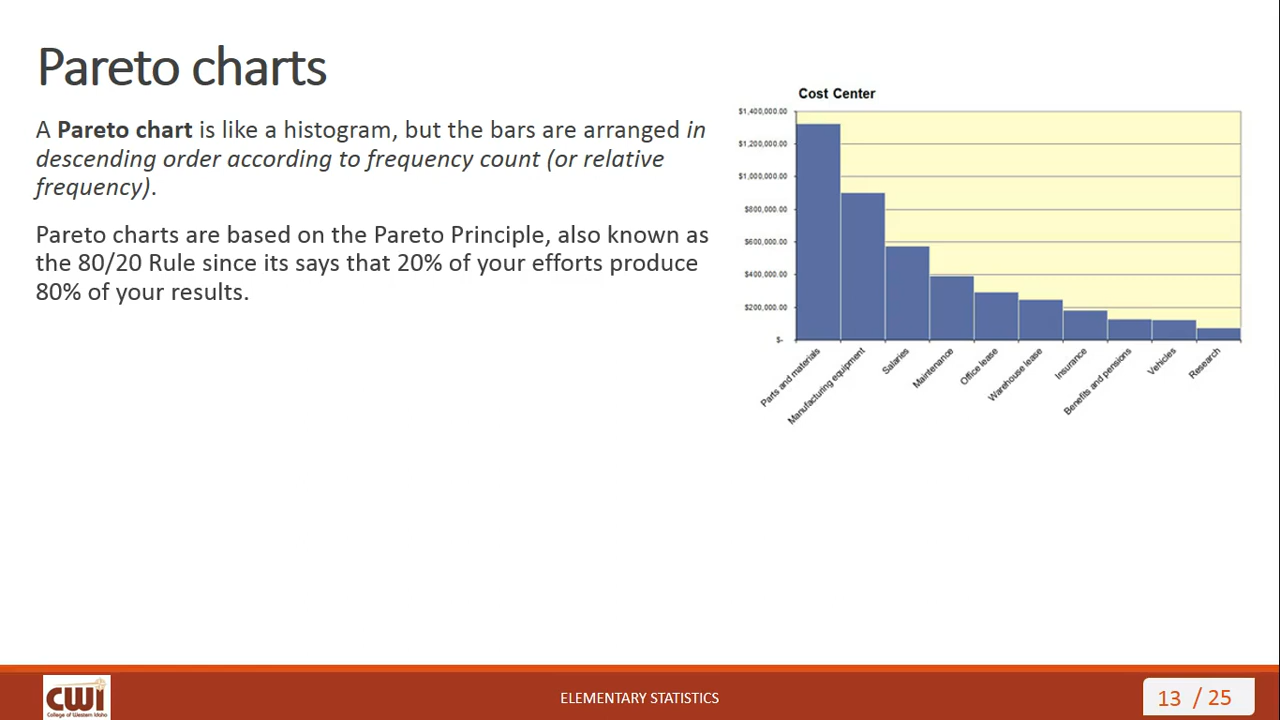 Pareto charts
A Pareto chart is like a histogram, but the bars are arranged in
descending order according to frequency count (or relative
frequency).
Pareto charts are based on the Pareto Principle, also known as
the 80/20 Rule since its says that 20% of your efforts produce
80% of your results.
Cost Center
$1,400,000.00
$1,200,000.00
$1,000,000.00
$800,000.00
$600,000.00
$400,000.00
$200,000.00
$-
Parts and materials
Manufacturing equipment
Salaries
Maintenance
Office lease
Warehouse lease
Insurance
Benefits and pensions
Vehicles
Research
CWI
College of Western Idaho
ELEMENTARY STATISTICS
13 / 25